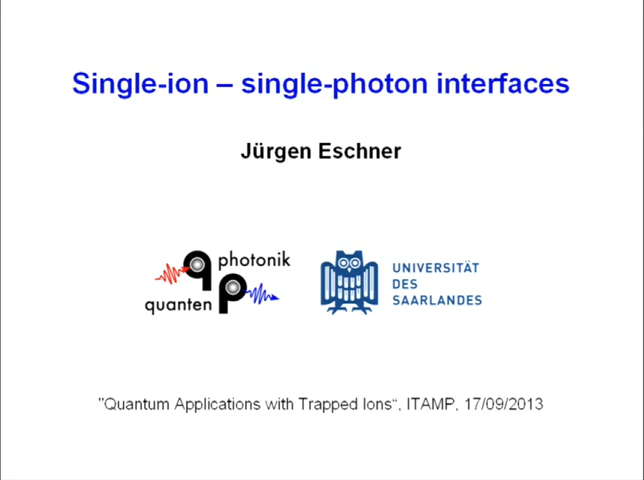 Single-ion – single-photon interfaces
Jürgen Eschner
photonik
quanten
qp
UNIVERSITÄT
DES
SAARLANDES
"Quantum Applications with Trapped Ions“, ITAMP, 17/09/2013